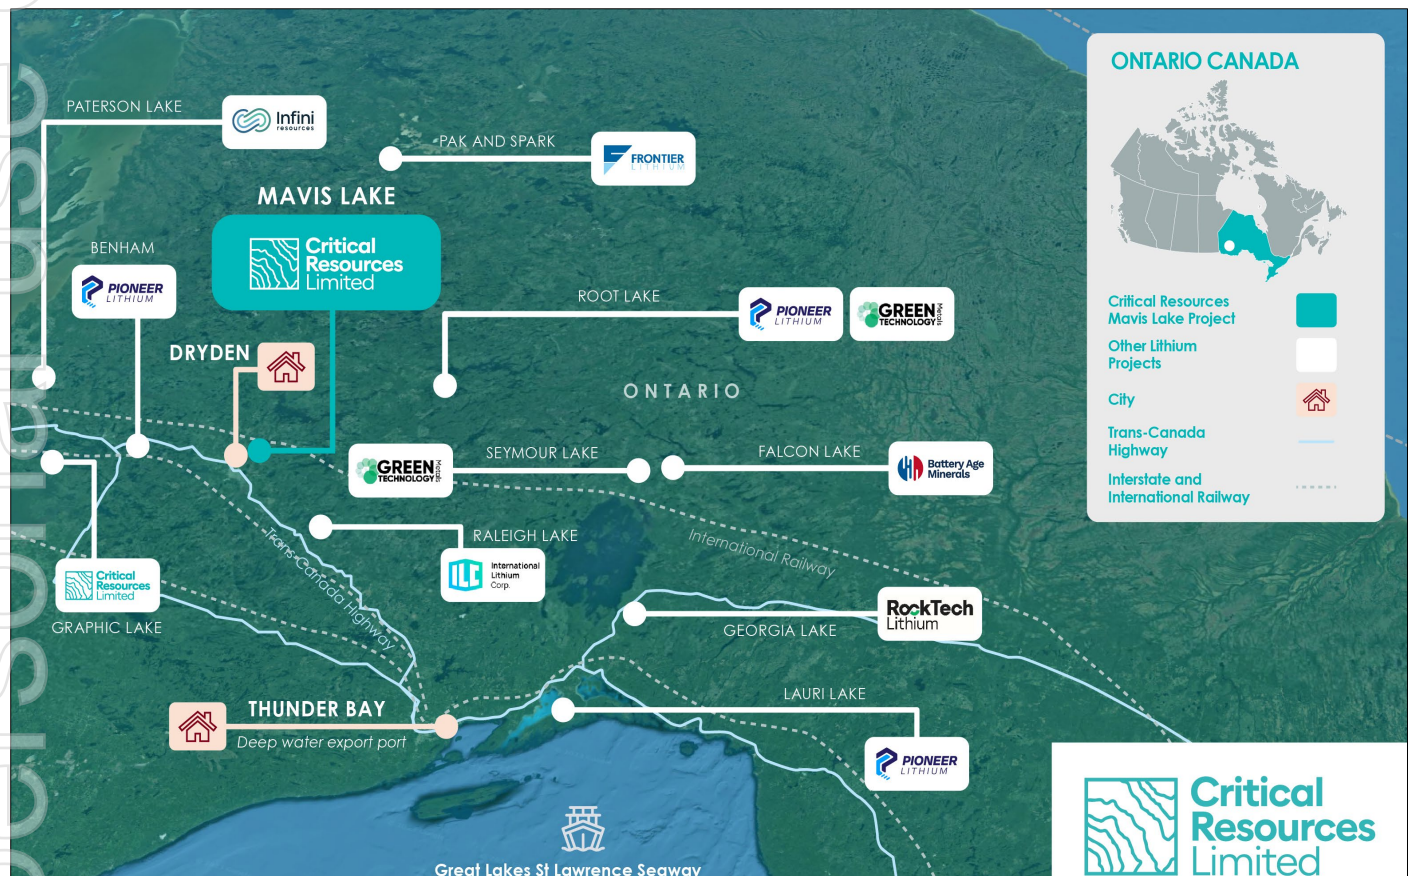 PATERSON LAKE
Infini
resources
PAK AND SPARK
FRONTIER
LITHIUM
MAVIS LAKE
Critical
Resources
Limited
BENHAM
PIONEER
LITHIUM
ROOT LAKE
PIONEER
LITHIUM
GREEN
TECHNOLOGY
Metals
DRYDEN
ONTARIO
GREEN
TECHNOLOGY
Metals
SEYMOUR LAKE
FALCON LAKE
Battery Age
Minerals
Trans-Canada Highway
RALEIGH LAKE
ILC
International
Lithium
Corp.
International Railway
Critical
Resources
Limited
GRAPHIC LAKE
RockTech
Lithium
GEORGIA LAKE
THUNDER BAY
Deep water export port
LAURI LAKE
PIONEER
LITHIUM
Great Lakes St Lawrence Seaway
ONTARIO CANADA
Critical Resources
Mavis Lake Project
Other Lithium
Projects
City
Trans-Canada
Highway
Interstate and
International Railway
Critical
Resources
Limited